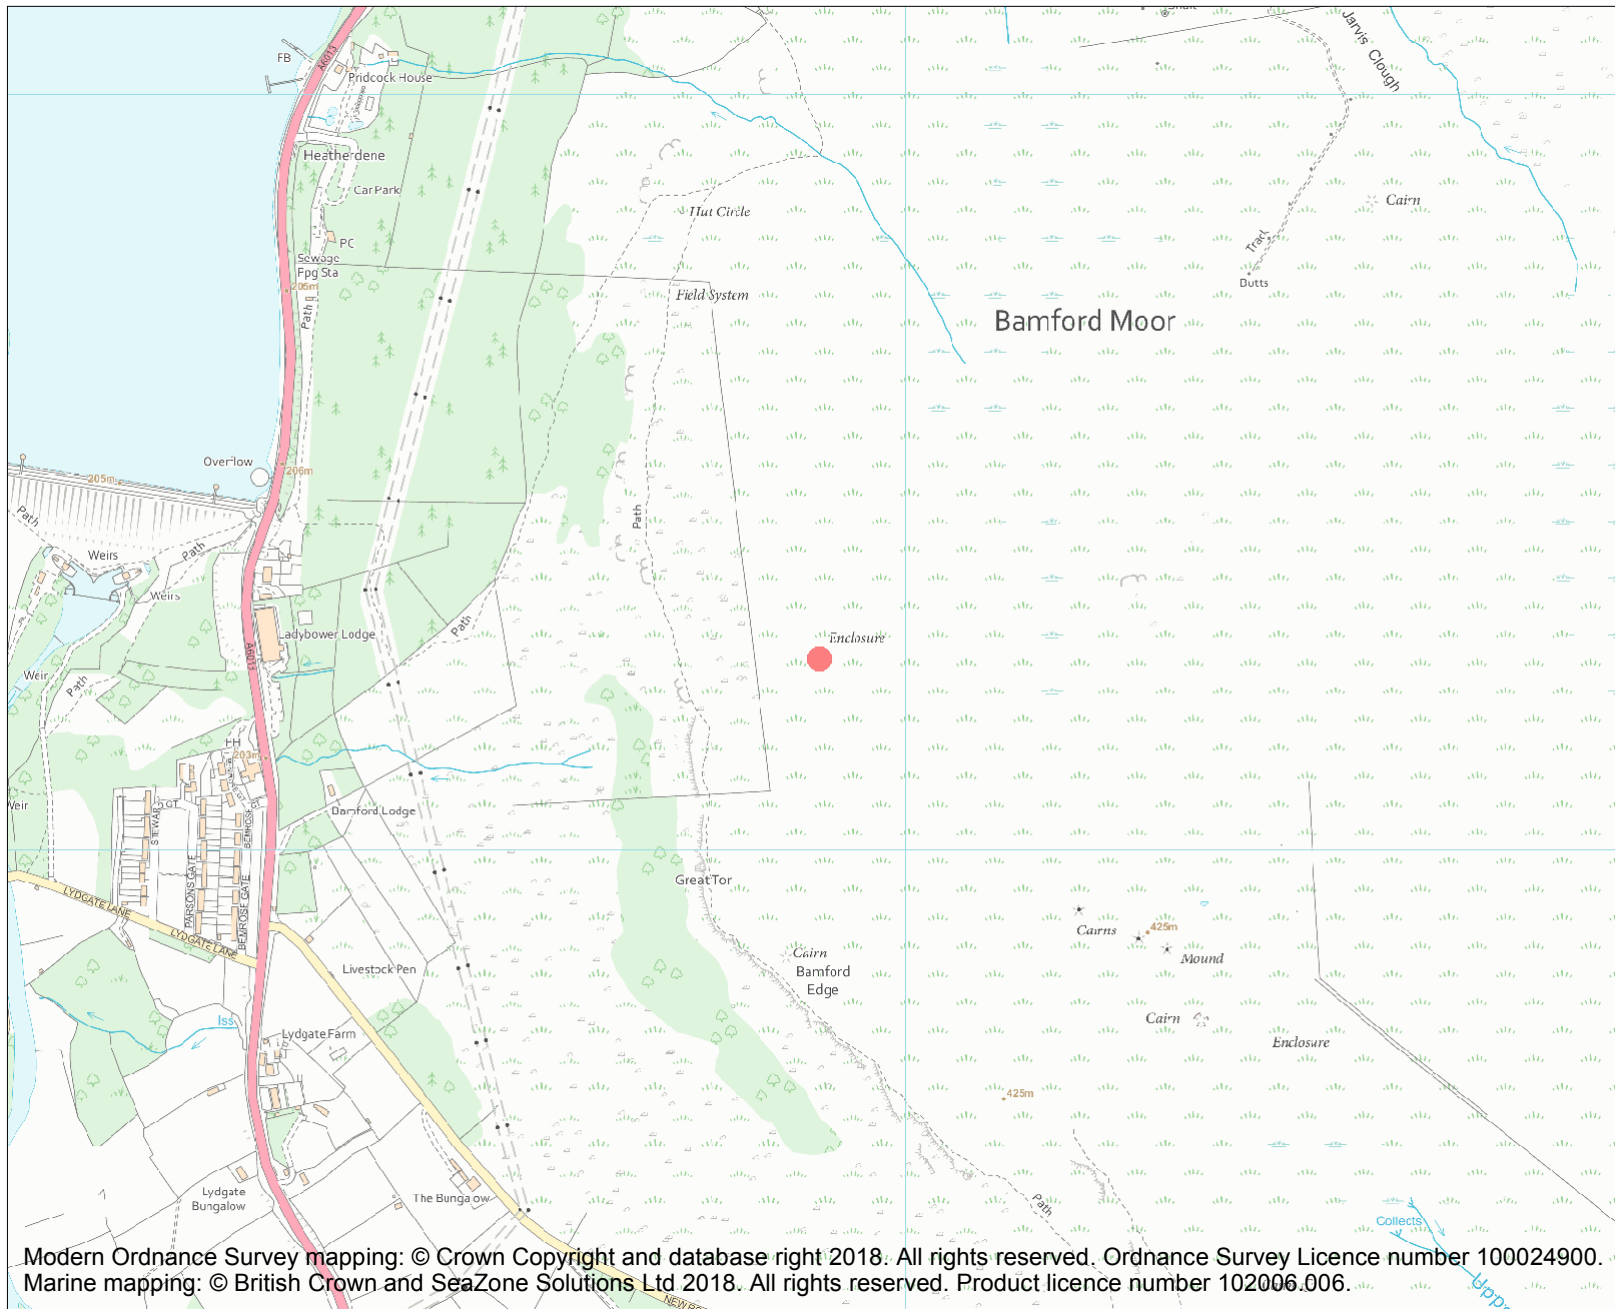 Shaft
Jarvis Clough
FB
A6013
Pridcock House
Heatherdene
Car Park
Hut Circle
Cairn
Track
PC
Sewage
Ppg Sta
205m
Path
Field System
Butts
Bamford Moor
Overflow
206m
205m
Path
Path
Path
Weirs
Weirs
Ladybower Lodge
Path
A6013
Enclosure
Weir
Path
HH
203m
Weir
Bamford Lodge
PARSONS GATE
BEMROSE GATE
LYDGATE LANE
LYDGATE LANE
Great Tor
Cairn
Bamford
Edge
Cairns
425m
Mound
Livestock Pen
Cairn
Iss
Lydgate Farm
Enclosure
425m
Lydgate
Bungalow
The Bungalow
Path
Collects
Modern Ordnance Survey mapping: © Crown Copyright and database right 2018. All rights reserved. Ordnance Survey Licence number 100024900.
Marine mapping: © British Crown and SeaZone Solutions Ltd 2018. All rights reserved. Product licence number 102006.006.